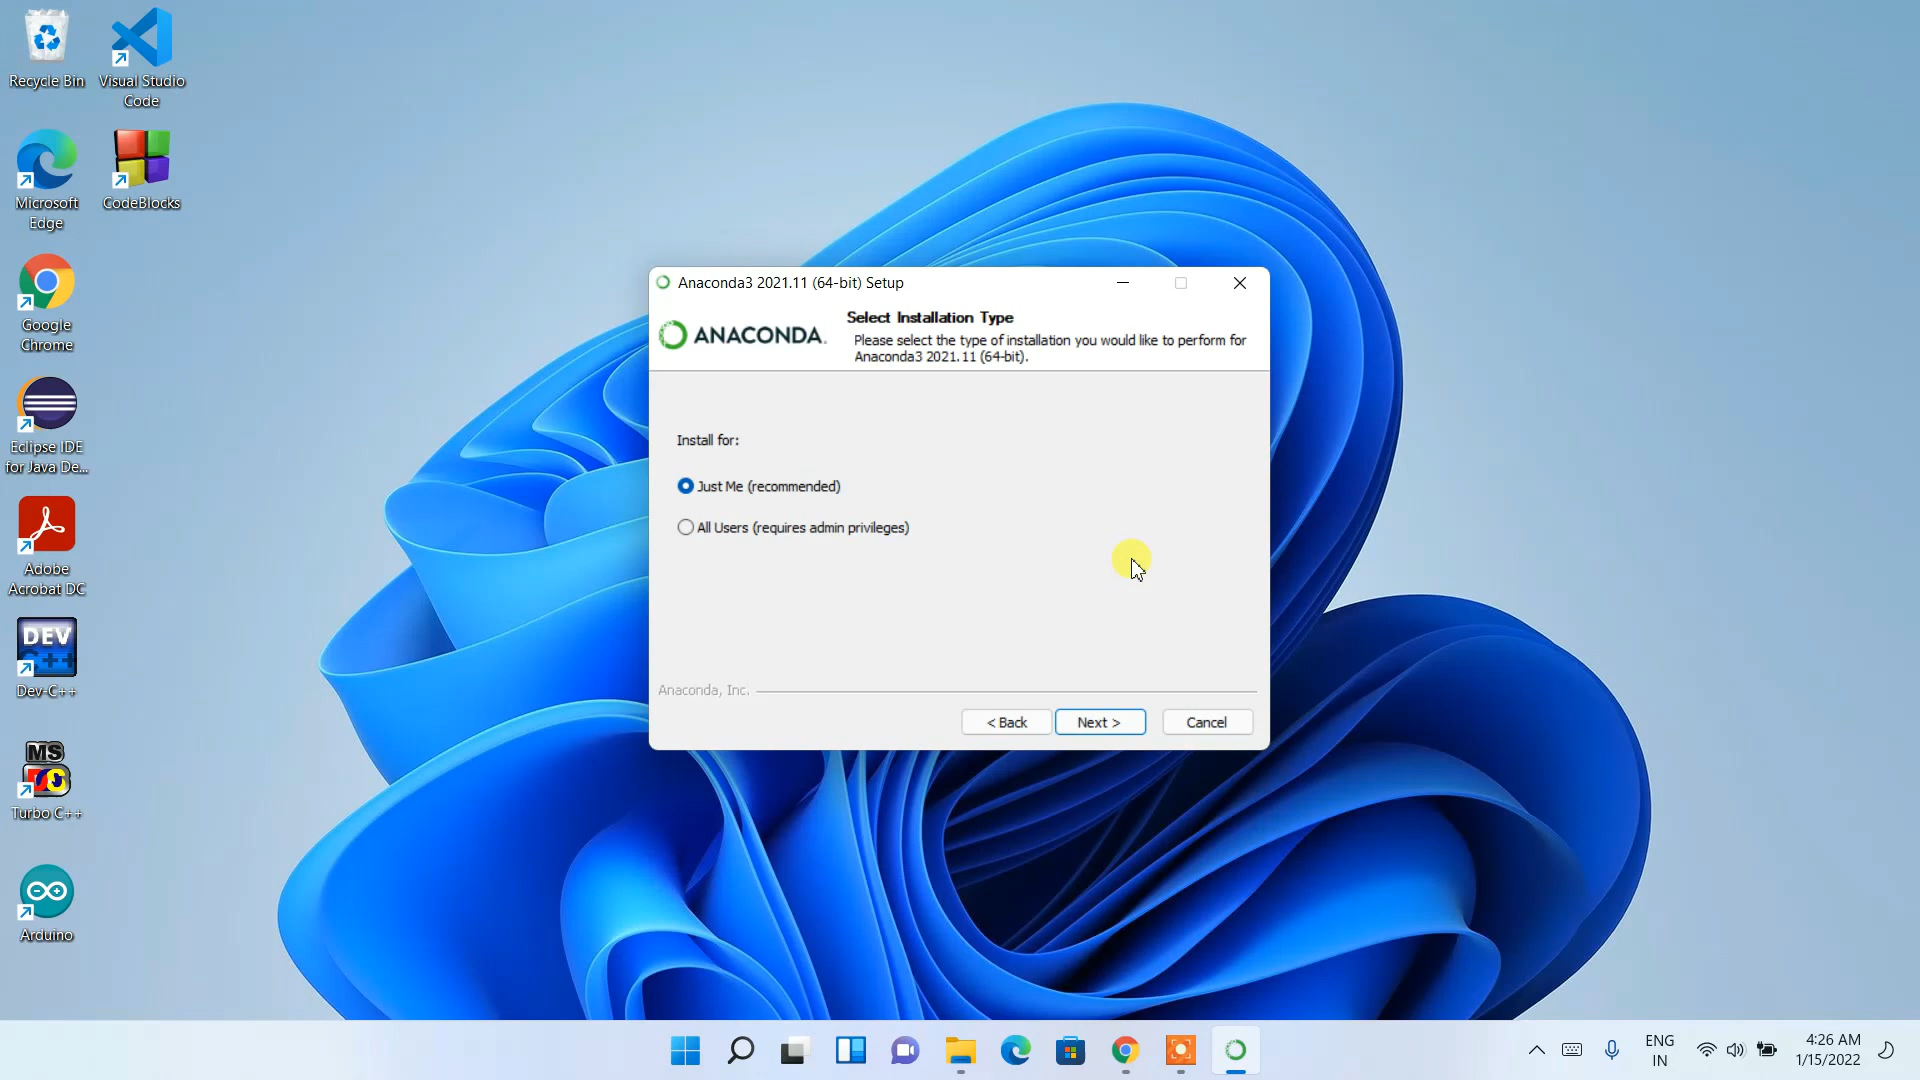 Recycle Bin
Visual Studio
Code
Microsoft
Edge
CodeBlocks
Google
Chrome
Eclipse IDE
for Java De...
Adobe
Acrobat DC
DEV
C++
Dev-C++
MS
DOS
Turbo C++
Arduino
Anaconda3 2021.11 (64-bit) Setup
ANACONDA.
Select Installation Type
Please select the type of installation you would like to perform for
Anaconda3 2021.11 (64-bit).
Install for:
Just Me (recommended)
All Users (requires admin privileges)
Anaconda, Inc.
< Back
Next >
Cancel
ENG
IN
4:26 AM
1/15/2022